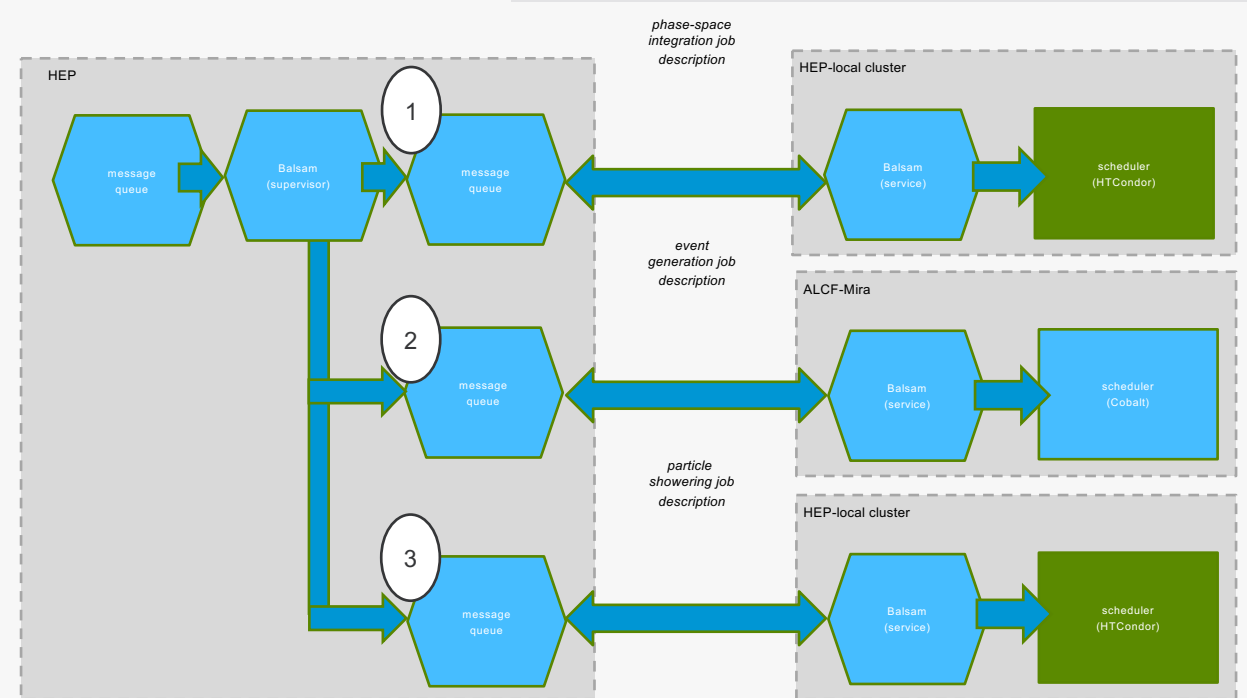 phase-space
integration job
description
HEP
HEP-local cluster
1
message
queue
Balsam
(supervisor)
message
queue
Balsam
(service)
scheduler
(HTCondor)
event
generation job
description
ALCF-Mira
2
message
queue
Balsam
(service)
scheduler
(Cobalt)
particle
showering job
description
HEP-local cluster
3
message
queue
Balsam
(service)
scheduler
(HTCondor)